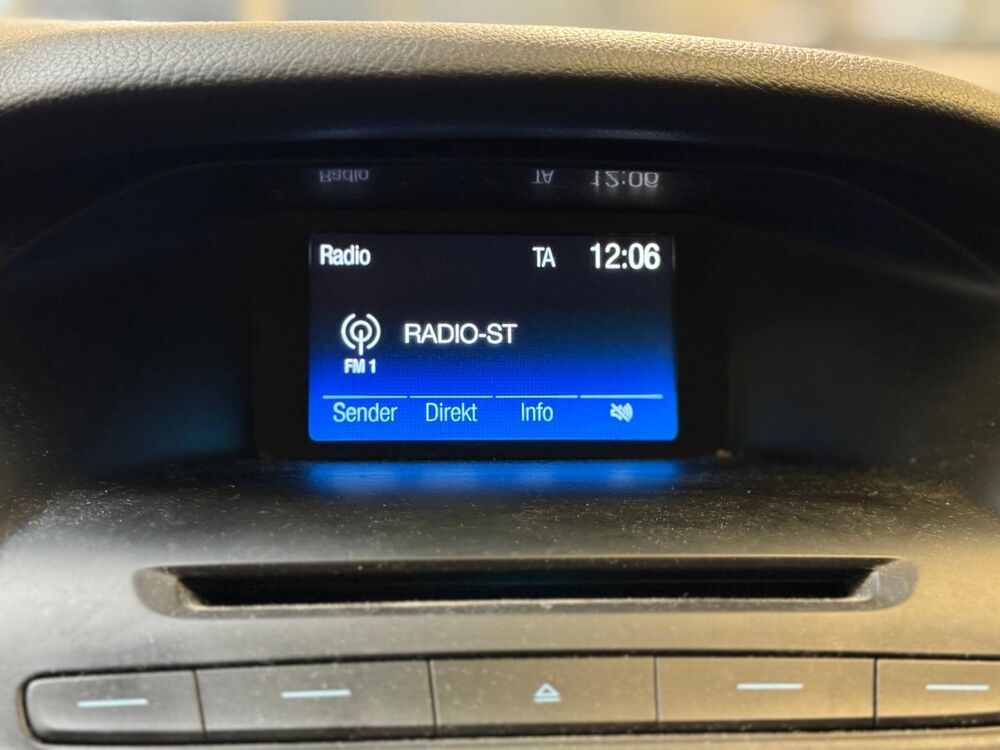 Radio TA 12:06
RADIO-ST
FM 1
Sender Direkt Info